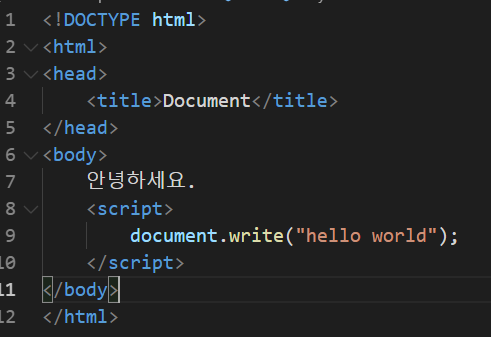 1 <!DOCTYPE html>
2 <html>
3 <head>
4     <title>Document</title>
5 </head>
6 <body>
7     안녕하세요.
8     <script>
9         document.write("hello world");
10     </script>
11 </body>
12 </html>